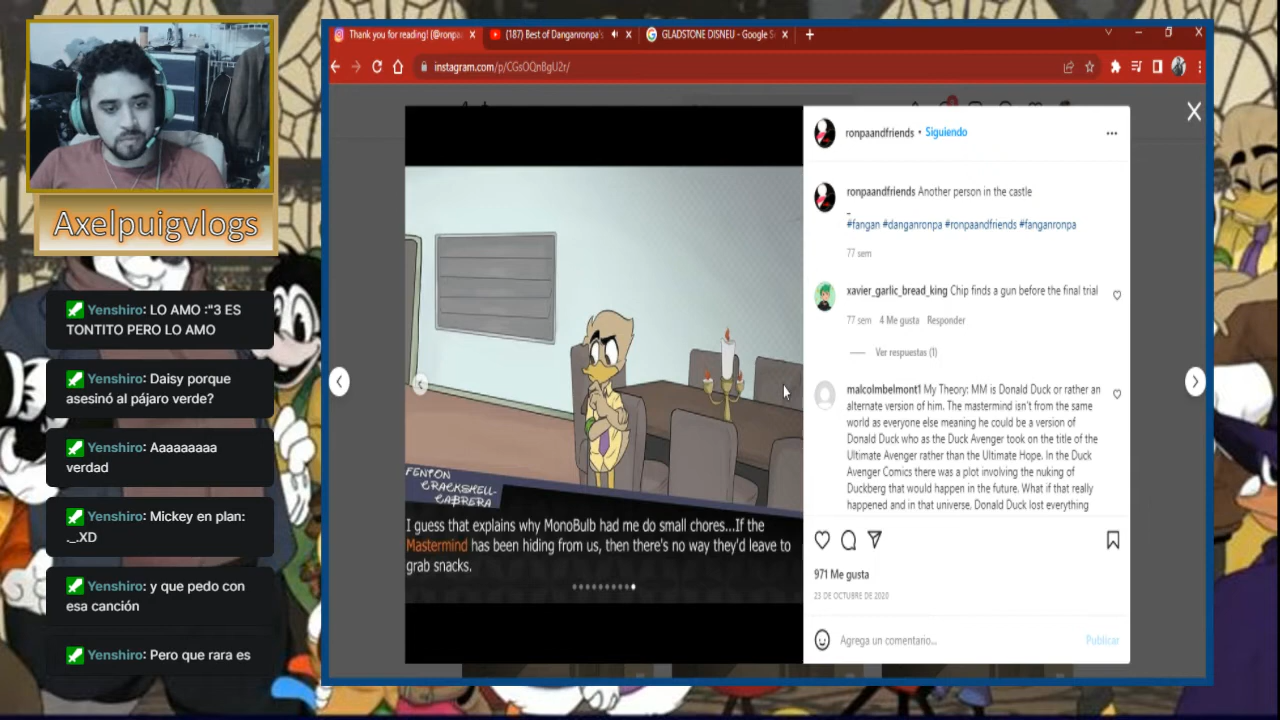 Thank you for reading! (@ronpa
(187) Best of Danganronpa's
GLADSTONE DISNEU - Google S
instagram.com/p/CGsOQnBgU2r/
Axelpuigvlogs
Yenshiro: LO AMO :"3 ES
TONTITO PERO LO AMO
Yenshiro: Daisy porque
asesinó al pájaro verde?
Yenshiro: Aaaaaaaaa
verdad
Yenshiro: Mickey en plan:
._.XD
Yenshiro: y que pedo con
esa canción
Yenshiro: Pero que rara es
FENTON
CRACKSHELL-
CABRERA
I guess that explains why MonoBulb had me do small chores...If the
Mastermind has been hiding from us, then there's no way they'd leave to
grab snacks.
ronpaandfriends • Siguiendo
ronpaandfriends Another person in the castle
_
#fangan #danganronpa #ronpaandfriends #fanganronpa
77 sem
xavier_garlic_bread_king Chip finds a gun before the final trial
77 sem 4 Me gusta Responder
Ver respuestas (1)
malcolmbelmont1 My Theory: MM is Donald Duck or rather an
alternate version of him. The mastermind isn't from the same
world as everyone else meaning he could be a version of
Donald Duck who as the Duck Avenger took on the title of the
Ultimate Avenger rather than the Ultimate Hope. In the Duck
Avenger Comics there was a plot involving the nuking of
Duckberg that would happen in the future. What if that really
happened and in that universe. Donald Duck lost everything
971 Me gusta
23 DE OCTUBRE DE 2020
Agrega un comentario...
Publicar